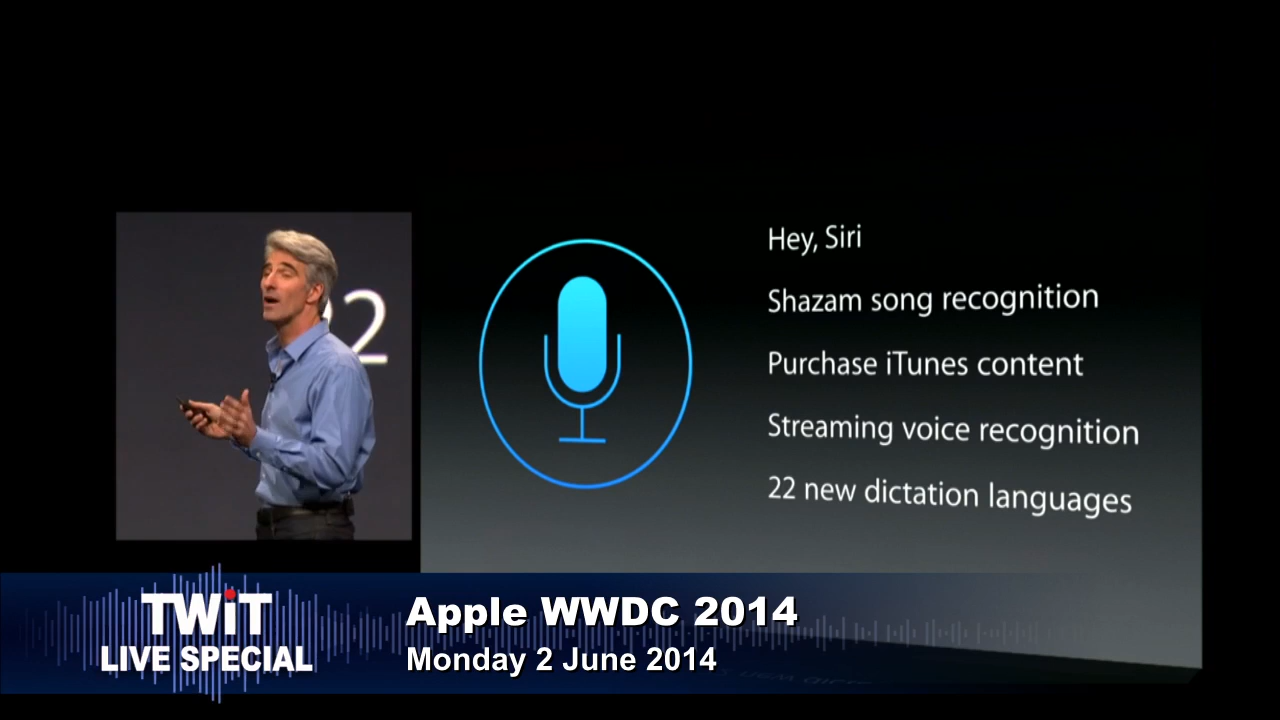 22
Hey, Siri
Shazam song recognition
Purchase iTunes content
Streaming voice recognition
22 new dictation languages
TWiT
LIVE SPECIAL
Apple WWDC 2014
Monday 2 June 2014